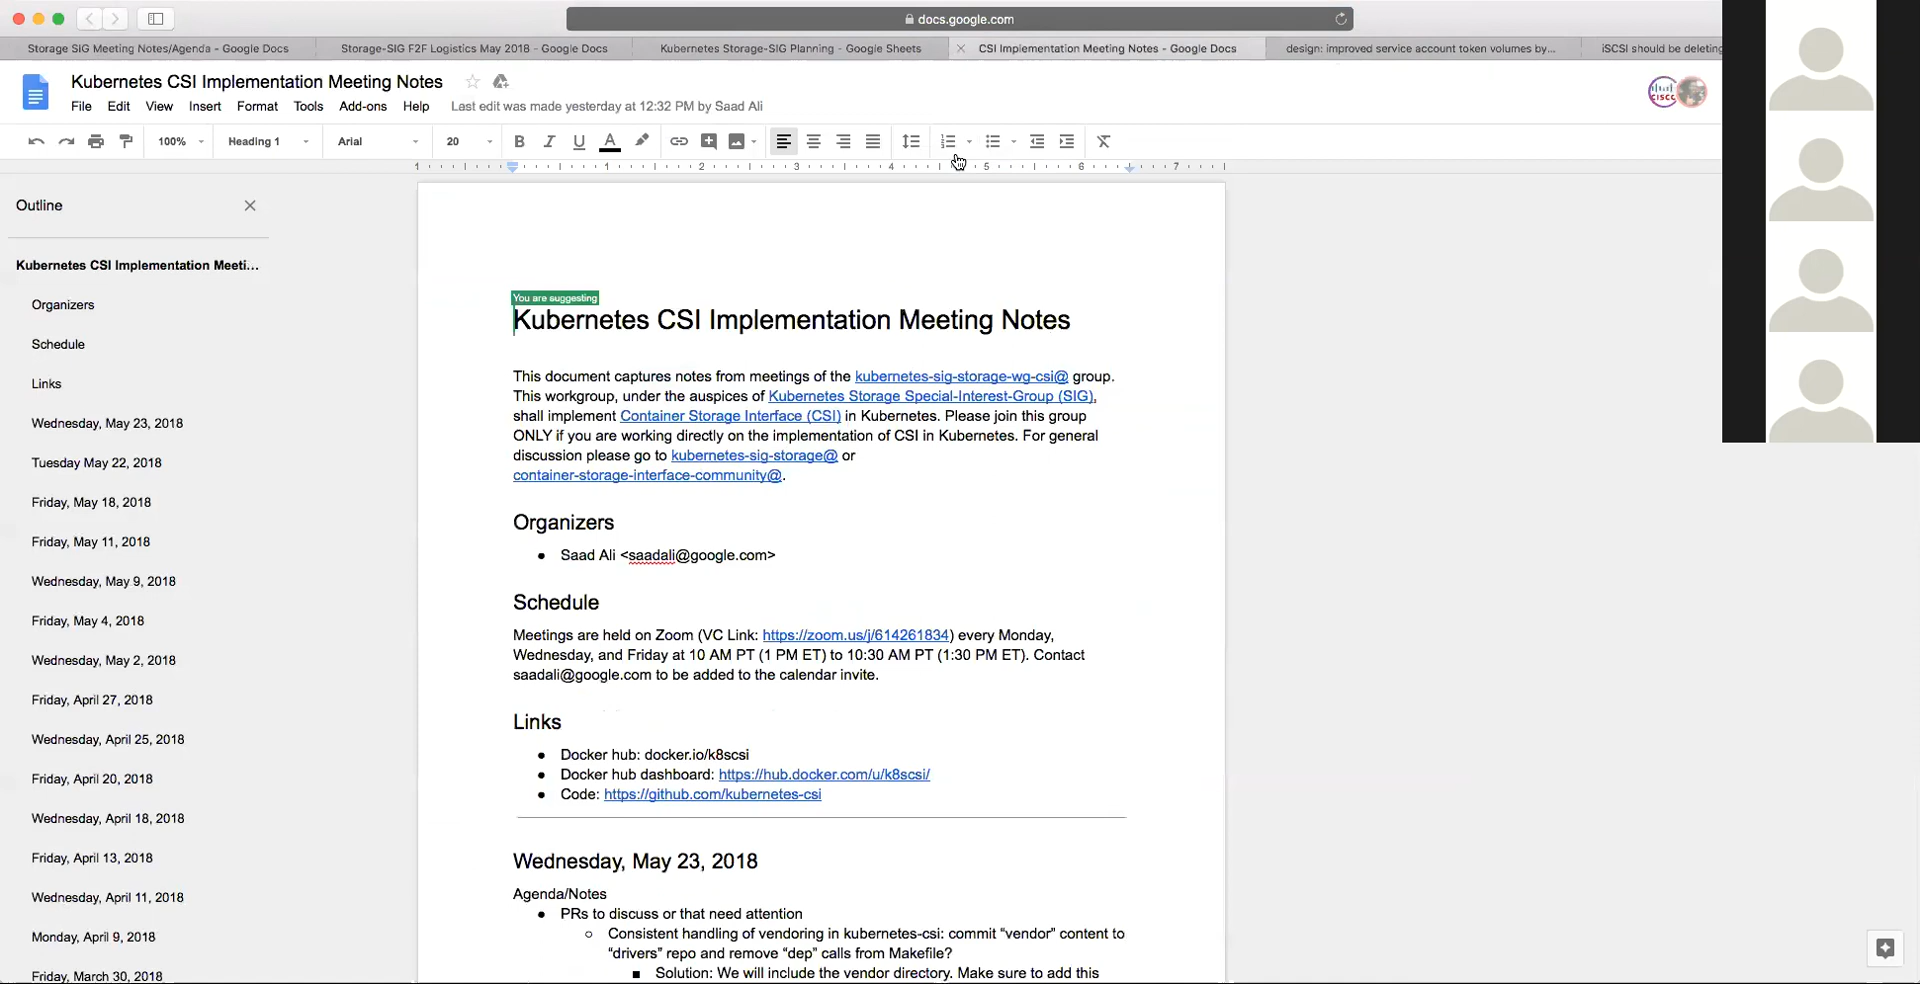 docs.google.com
Storage SIG Meeting Notes/Agenda - Google Docs
Storage-SIG F2F Logistics May 2018 - Google Docs
Kubernetes Storage-SIG Planning - Google Sheets
CSI Implementation Meeting Notes - Google Docs
design: improved service account token volumes by...
iSCSI should be deleting
Kubernetes CSI Implementation Meeting Notes
File Edit View Insert Format Tools Add-ons Help Last edit was made yesterday at 12:32 PM by Saad Ali
CISCO
100% Heading 1 Arial 20 B I U A
1 1 2 3 4 5 6 7
Outline
Kubernetes CSI Implementation Meeti...
Organizers
Schedule
Links
Wednesday, May 23, 2018
Tuesday May 22, 2018
Friday, May 18, 2018
Friday, May 11, 2018
Wednesday, May 9, 2018
Friday, May 4, 2018
Wednesday, May 2, 2018
Friday, April 27, 2018
Wednesday, April 25, 2018
Friday, April 20, 2018
Wednesday, April 18, 2018
Friday, April 13, 2018
Wednesday, April 11, 2018
Monday, April 9, 2018
Friday, March 30, 2018
You are suggesting
Kubernetes CSI Implementation Meeting Notes
This document captures notes from meetings of the kubernetes-sig-storage-wg-csi@ group.
This workgroup, under the auspices of Kubernetes Storage Special-Interest-Group (SIG),
shall implement Container Storage Interface (CSI) in Kubernetes. Please join this group
ONLY if you are working directly on the implementation of CSI in Kubernetes. For general
discussion please go to kubernetes-sig-storage@ or
container-storage-interface-community@.
Organizers
● Saad Ali <saadali@google.com>
Schedule
Meetings are held on Zoom (VC Link: https://zoom.us/j/614261834) every Monday,
Wednesday, and Friday at 10 AM PT (1 PM ET) to 10:30 AM PT (1:30 PM ET). Contact
saadali@google.com to be added to the calendar invite.
Links
● Docker hub: docker.io/k8scsi
● Docker hub dashboard: https://hub.docker.com/u/k8scsi/
● Code: https://github.com/kubernetes-csi
Wednesday, May 23, 2018
Agenda/Notes
● PRs to discuss or that need attention
○ Consistent handling of vendoring in kubernetes-csi: commit “vendor” content to
“drivers” repo and remove “dep” calls from Makefile?
■ Solution: We will include the vendor directory. Make sure to add this